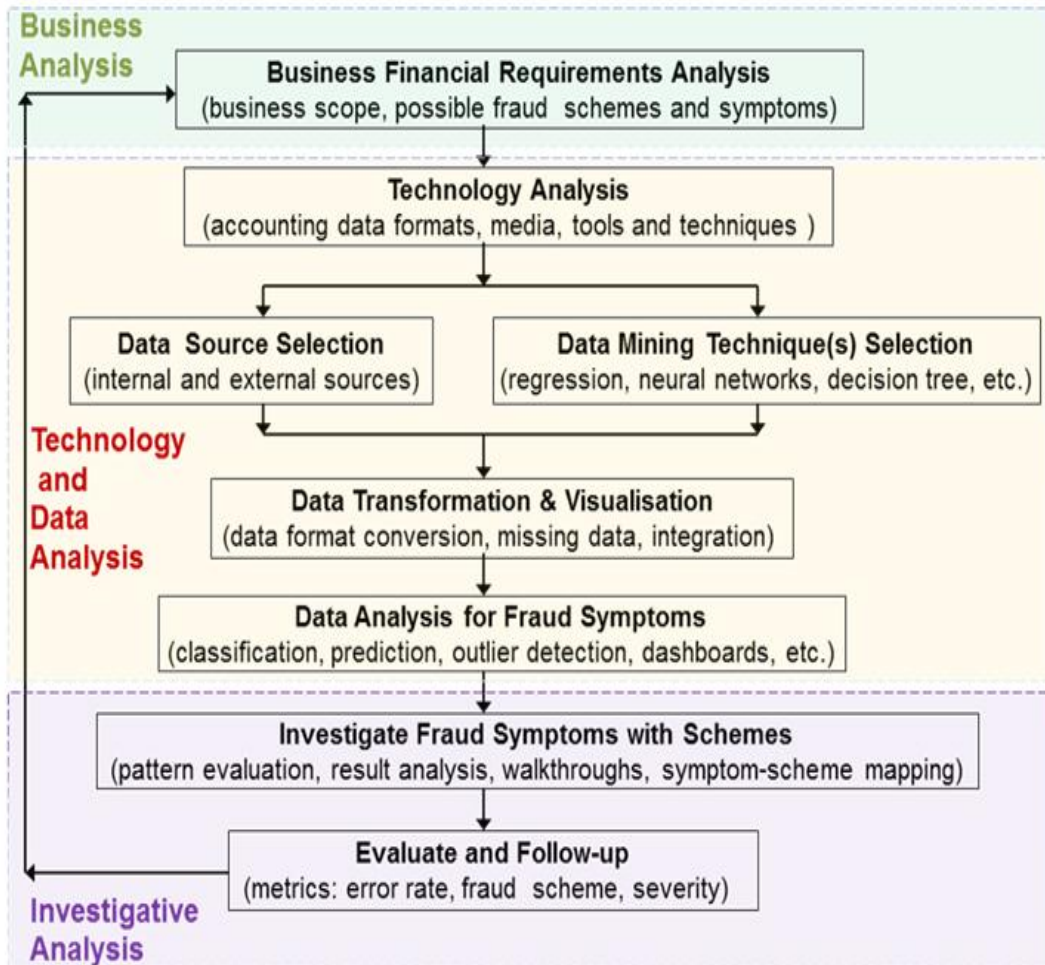 Business
Analysis
Business Financial Requirements Analysis
(business scope, possible fraud schemes and symptoms)
Technology Analysis
(accounting data formats, media, tools and techniques )
Data Source Selection
(internal and external sources)
Data Mining Technique(s) Selection
(regression, neural networks, decision tree, etc.)
Technology
and
Data
Analysis
Data Transformation & Visualisation
(data format conversion, missing data, integration)
Data Analysis for Fraud Symptoms
(classification, prediction, outlier detection, dashboards, etc.)
Investigate Fraud Symptoms with Schemes
(pattern evaluation, result analysis, walkthroughs, symptom-scheme mapping)
Evaluate and Follow-up
(metrics: error rate, fraud scheme, severity)
Investigative
Analysis